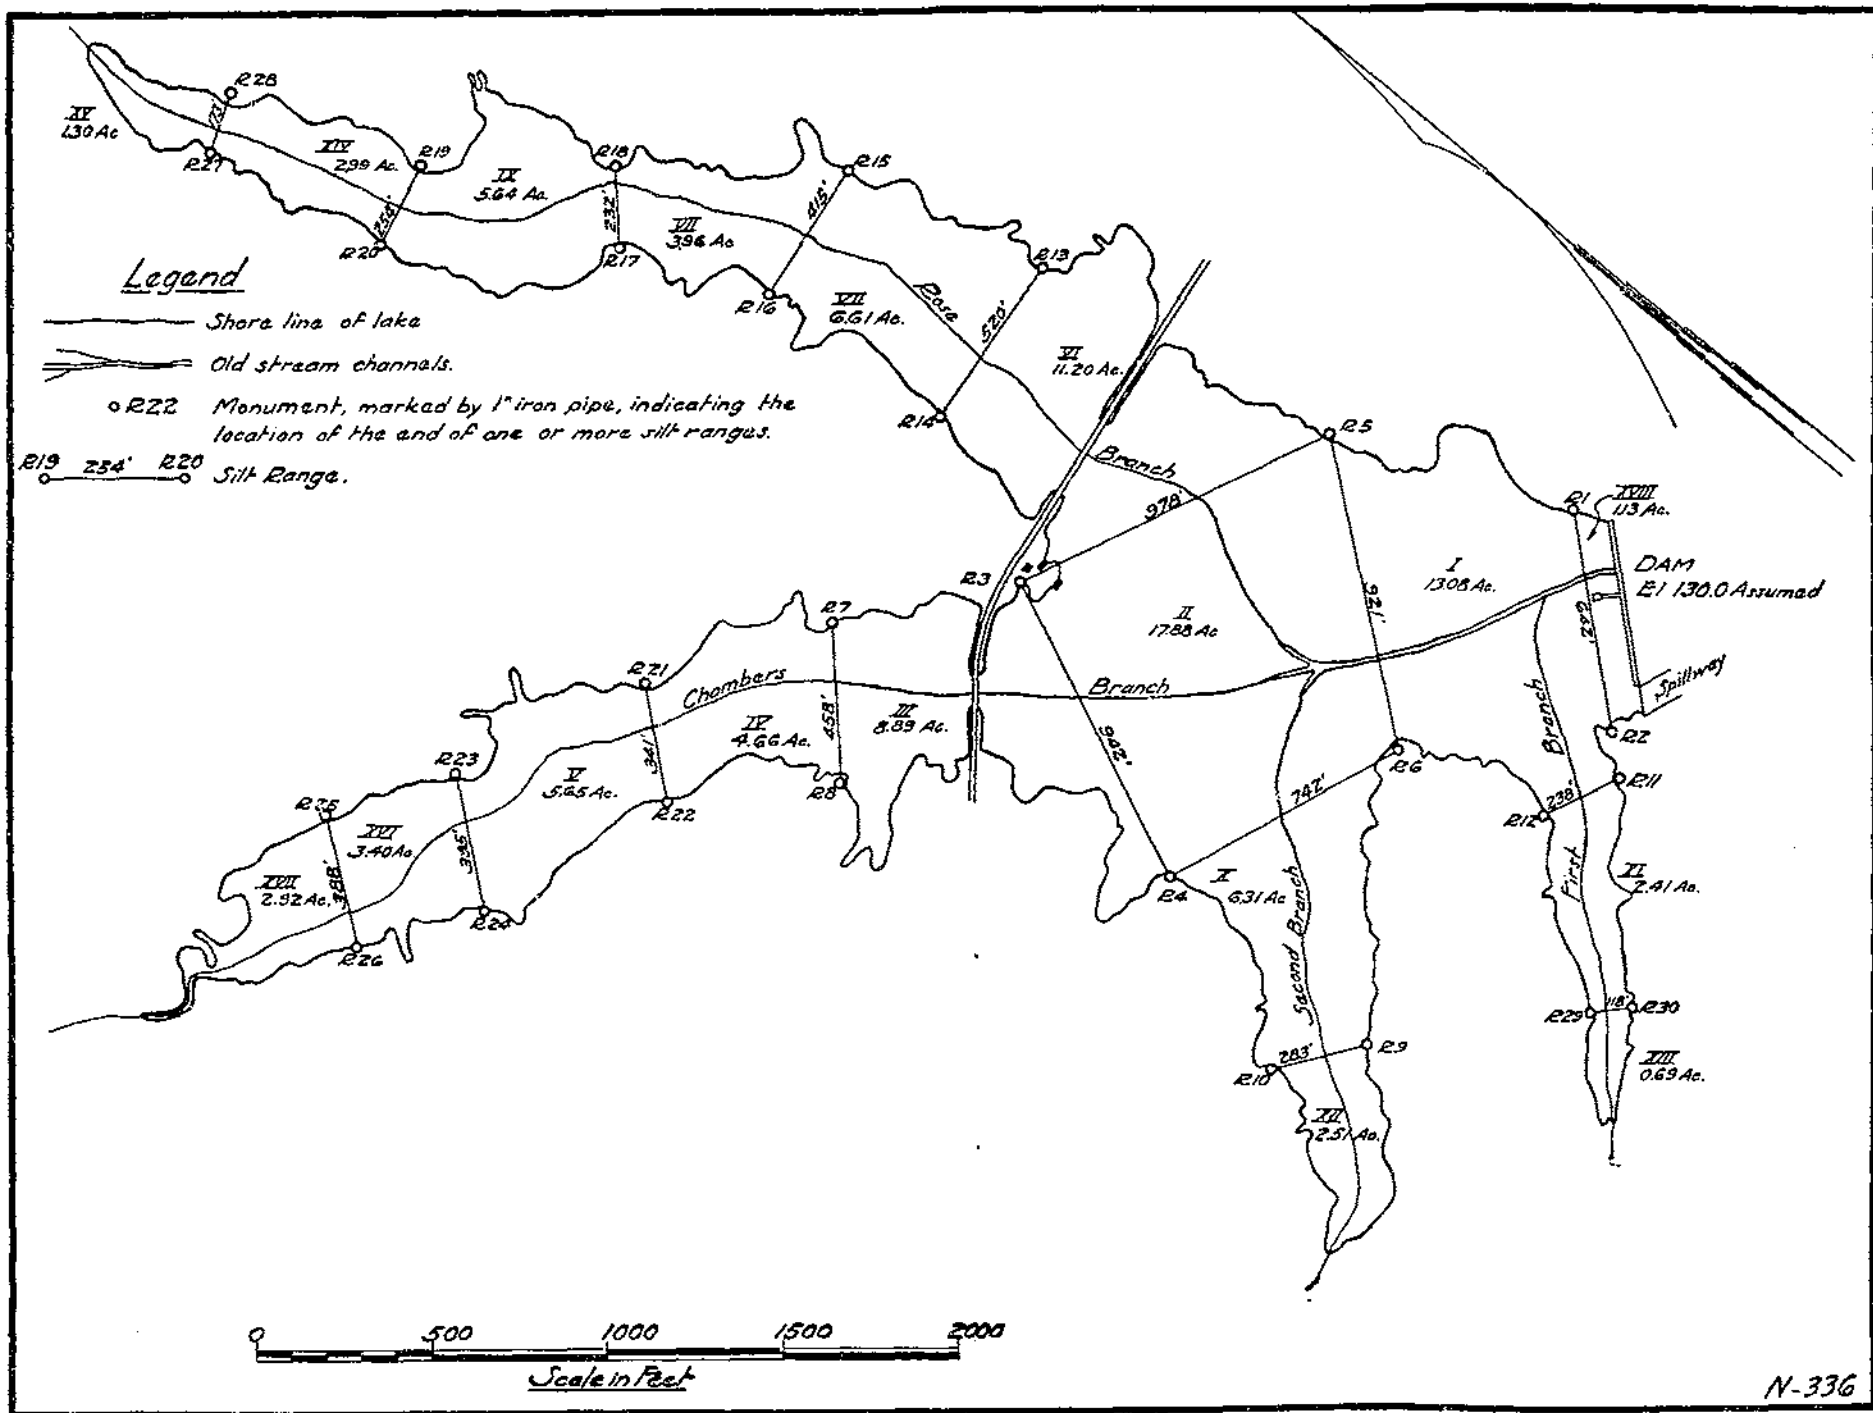 R28
XV
1.30 Ac
173'
R27
XIV
2.99 Ac.
R19
254'
R20
IX
5.64 Ac.
R18
232'
R17
VII
3.96 Ac
R15
415'
R16
VII
6.61 Ac.
Rose
R13
520'
R14
VI
11.20 Ac.
Legend
Shore line of lake
Old stream channels.
R22 Monument, marked by 1" iron pipe, indicating the
location of the end of one or more silt ranges.
R19 254' R20 Silt Range.
Branch
R5
978'
R3
921'
R1
XVIII
1.13 Ac.
I
13.08 Ac.
DAM
El 130.0 Assumed
II
17.88 Ac
Spillway
R2
R7
R21
Chambers
Branch
458'
III
8.89 Ac.
IV
4.66 Ac.
341'
R8
942'
R6
742'
Branch
R11
238'
R12
R23
V
5.65 Ac.
R22
R25
XVI
3.40 Ac
395'
XVII
2.92 Ac.
388'
R24
R26
R4
X
6.31 Ac
Second Branch
First
XI
2.41 Ac.
R29
118'
R30
R10
283'
R9
XIII
0.69 Ac.
XII
2.51 Ac.
0 500 1000 1500 2000
Scale in Feet
N-336